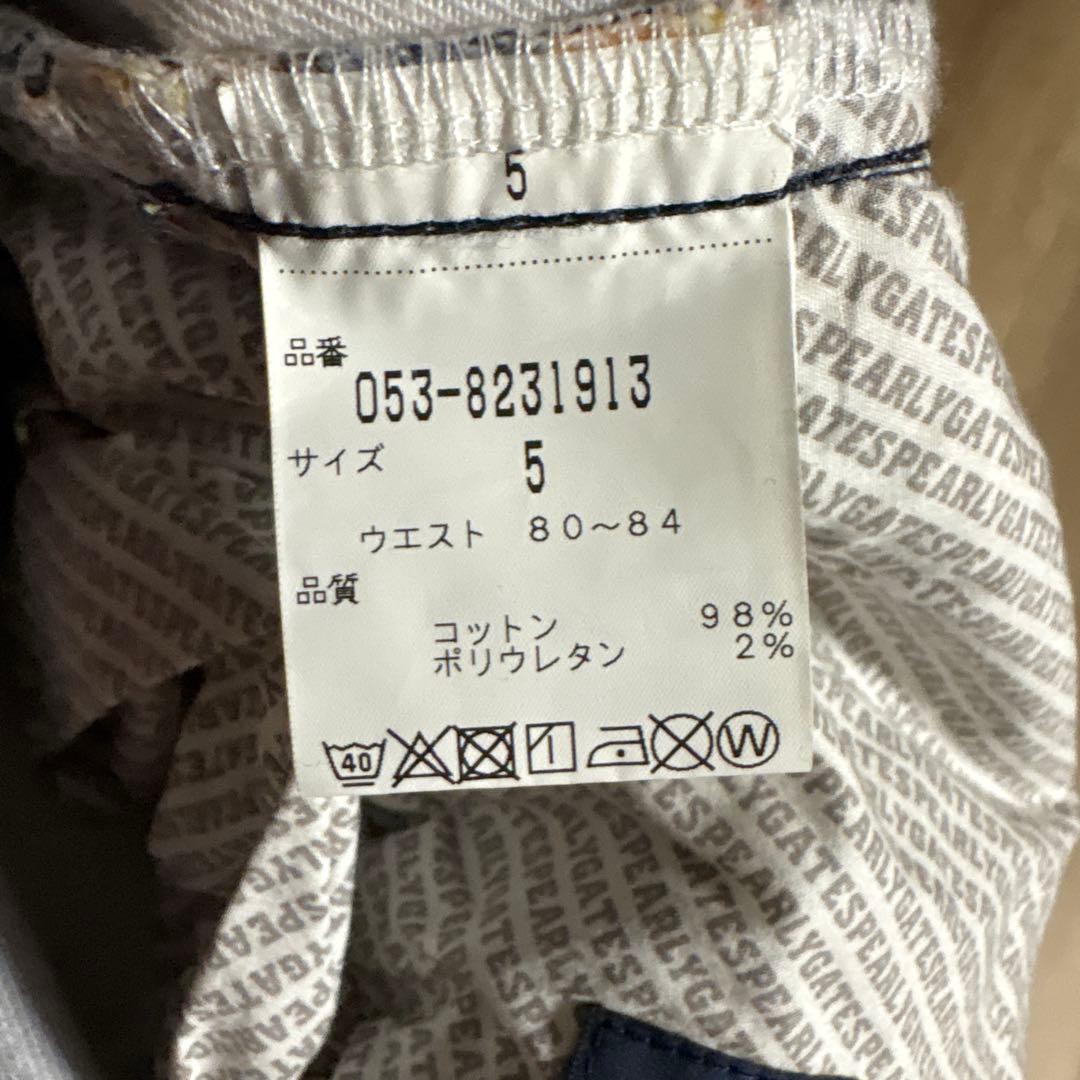 5
品番
053-8231913
サイズ 5
ウエスト 80～84
品質
コットン 98%
ポリウレタン 2%
40 W
PEARLYGATES